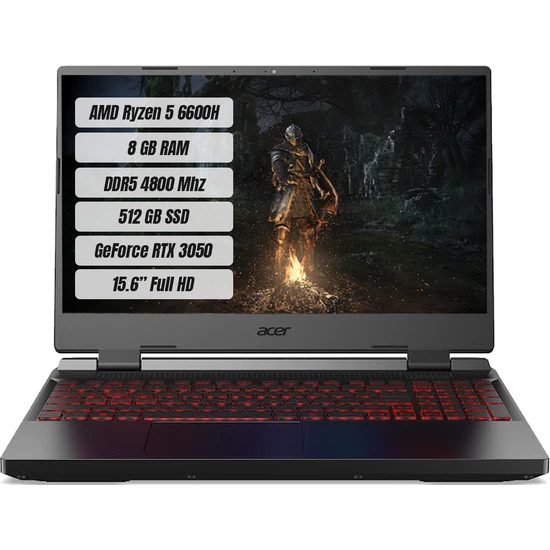 AMD Ryzen 5 6600H
8 GB RAM
DDR5 4800 Mhz
512 GB SSD
GeForce RTX 3050
15.6” Full HD
acer